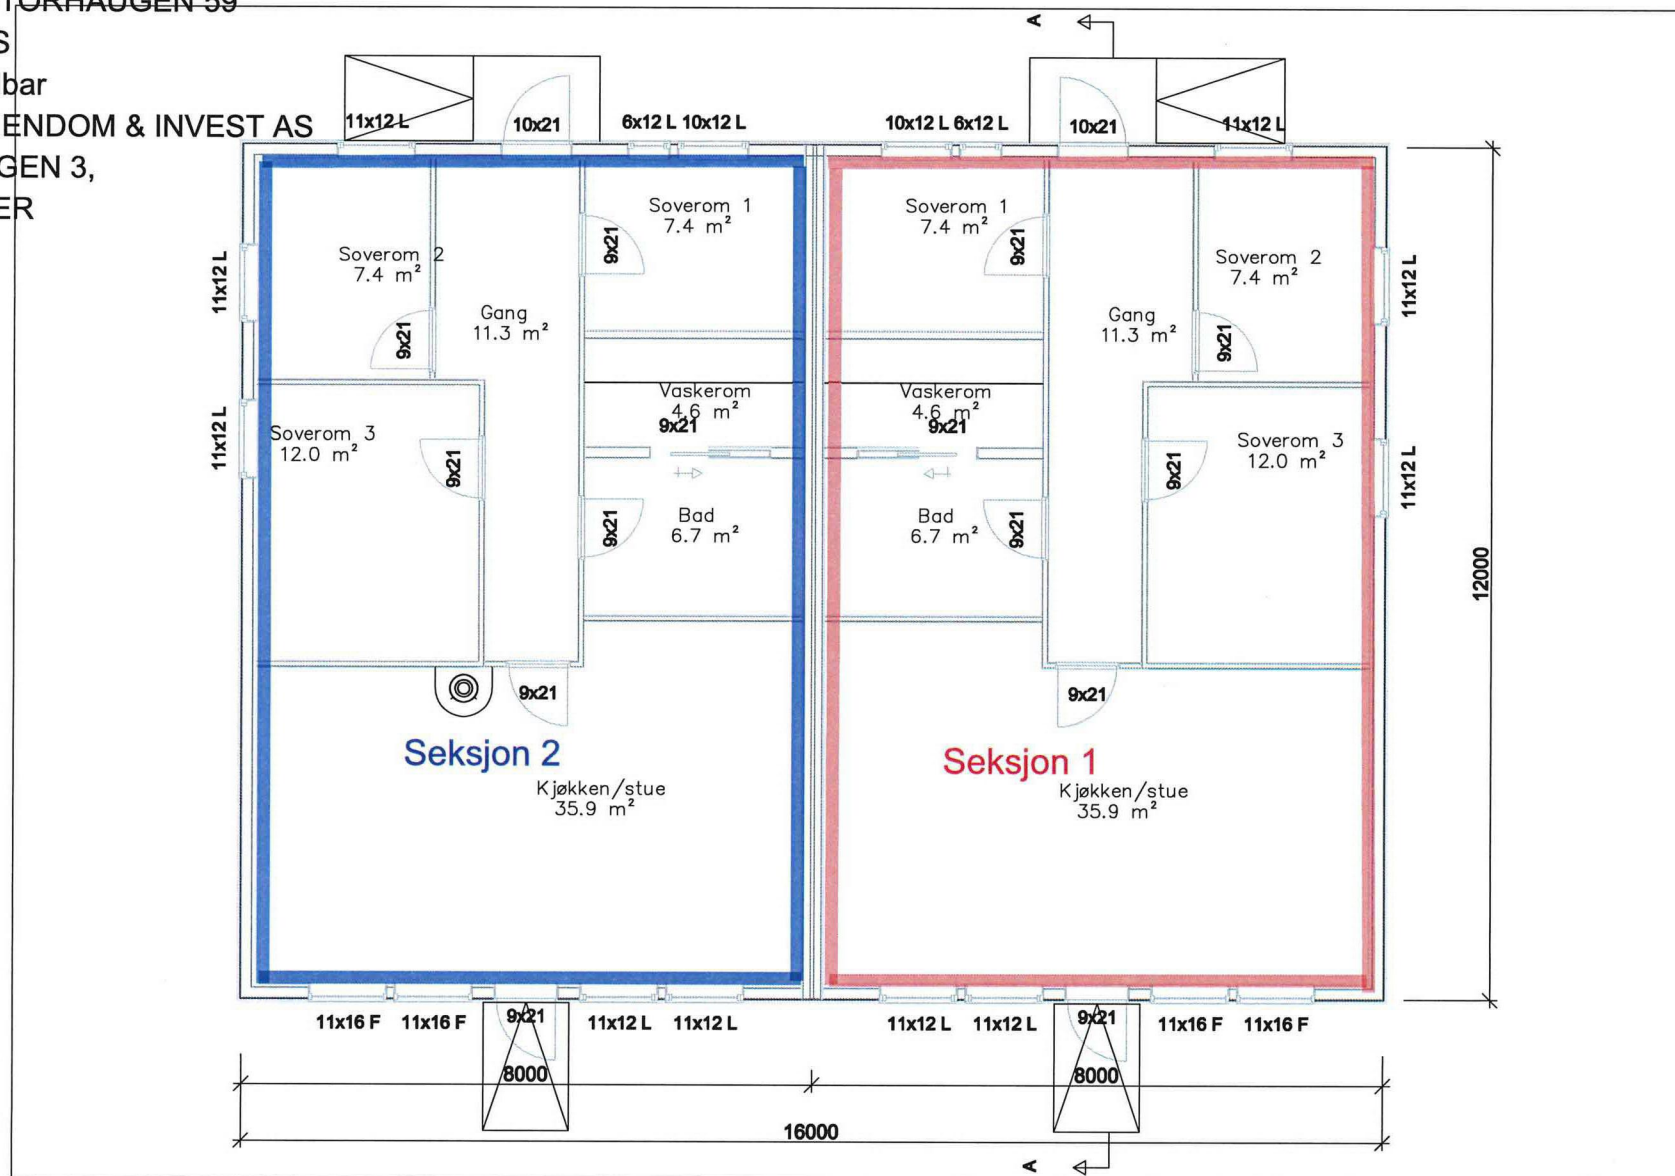 TORHAUGEN 59
S
bar
ENDOM & INVEST AS
GEN 3,
ER
A
11x12 L
10x21
6x12 L 10x12 L
10x12 L 6x12 L
10x21
11x12 L
Soverom 1
7.4 m²
9x21
Soverom 1
7.4 m²
9x21
Soverom 2
7.4 m²
9x21
Soverom 2
7.4 m²
9x21
11x12 L
11x12 L
Gang
11.3 m²
Gang
11.3 m²
Vaskerom
4.6 m²
9x21
Vaskerom
4.6 m²
9x21
11x12 L
Soverom 3
12.0 m²
9x21
Soverom 3
12.0 m²
9x21
11x12 L
Bad
6.7 m²
9x21
Bad
6.7 m²
9x21
12000
9x21
9x21
Seksjon 2
Seksjon 1
Kjøkken/stue
35.9 m²
Kjøkken/stue
35.9 m²
11x16 F
11x16 F
9x21
11x12 L
11x12 L
11x12 L
11x12 L
9x21
11x16 F
11x16 F
8000
8000
16000
A